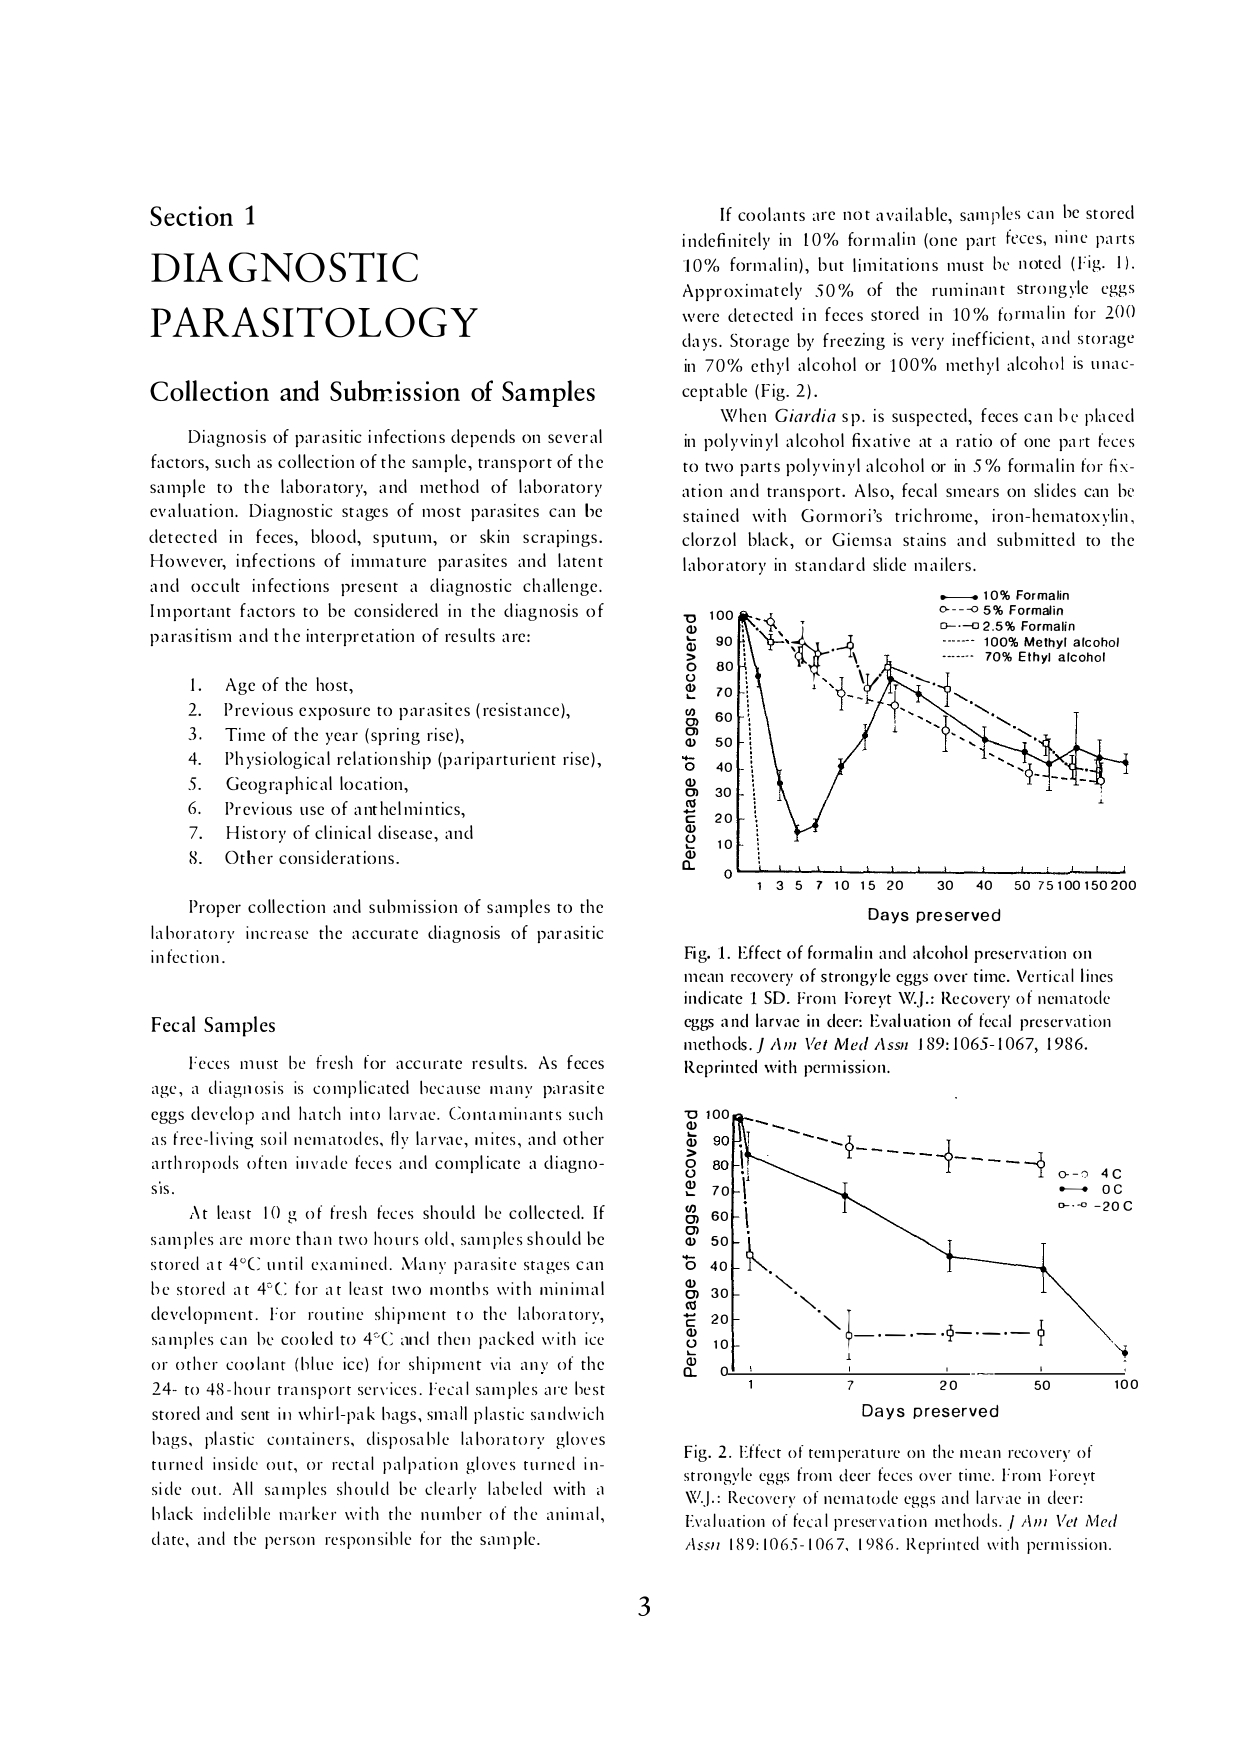 Section 1
DIAGNOSTIC
PARASITOLOGY
Collection and Submission of Samples
Diagnosis of parasitic infections depends on several
factors, such as collection of the sample, transport of the
sample to the laboratory, and method of laboratory
evaluation. Diagnostic stages of most parasites can be
detected in feces, blood, sputum, or skin scrapings.
However, infections of immature parasites and latent
and occult infections present a diagnostic challenge.
Important factors to be considered in the diagnosis of
parasitism and the interpretation of results are:
1. Age of the host,
2. Previous exposure to parasites (resistance),
3. Time of the year (spring rise),
4. Physiological relationship (pariparturient rise),
5. Geographical location,
6. Previous use of anthelmintics,
7. History of clinical disease, and
8. Other considerations.
Proper collection and submission of samples to the
laboratory increase the accurate diagnosis of parasitic
infection.
Fecal Samples
Feces must be fresh for accurate results. As feces
age, a diagnosis is complicated because many parasite
eggs develop and hatch into larvae. Contaminants such
as free-living soil nematodes, fly larvae, mites, and other
arthropods often invade feces and complicate a diagno-
sis.
At least 10 g of fresh feces should be collected. If
samples are more than two hours old, samples should be
stored at 4°C until examined. Many parasite stages can
be stored at 4°C for at least two months with minimal
development. For routine shipment to the laboratory,
samples can be cooled to 4°C and then packed with ice
or other coolant (blue ice) for shipment via any of the
24- to 48-hour transport services. Fecal samples are best
stored and sent in whirl-pak bags, small plastic sandwich
bags, plastic containers, disposable laboratory gloves
turned inside out, or rectal palpation gloves turned in-
side out. All samples should be clearly labeled with a
black indelible marker with the number of the animal,
date, and the person responsible for the sample.
If coolants are not available, samples can be stored
indefinitely in 10% formalin (one part feces, nine parts
10% formalin), but limitations must be noted (Fig. 1).
Approximately 50% of the ruminant strongyle eggs
were detected in feces stored in 10% formalin for 200
days. Storage by freezing is very inefficient, and storage
in 70% ethyl alcohol or 100% methyl alcohol is unac-
ceptable (Fig. 2).
When Giardia sp. is suspected, feces can be placed
in polyvinyl alcohol fixative at a ratio of one part feces
to two parts polyvinyl alcohol or in 5% formalin for fix-
ation and transport. Also, fecal smears on slides can be
stained with Gormori's trichrome, iron-hematoxylin,
clorzol black, or Giemsa stains and submitted to the
laboratory in standard slide mailers.
10% Formalin
5% Formalin
2.5% Formalin
100% Methyl alcohol
70% Ethyl alcohol
Percentage of eggs recovered
100
90
80
70
60
50
40
30
20
10
0
1 3 5 7 10 15 20 30 40 50 75 100 150 200
Days preserved
Fig. 1. Effect of formalin and alcohol preservation on
mean recovery of strongyle eggs over time. Vertical lines
indicate 1 SD. From Foreyt W.J.: Recovery of nematode
eggs and larvae in deer: Evaluation of fecal preservation
methods. J Am Vet Med Assn 189:1065-1067, 1986.
Reprinted with permission.
Percentage of eggs recovered
100
90
80
70
60
50
40
30
20
10
0
4 C
0 C
-20 C
1 7 20 50 100
Days preserved
Fig. 2. Effect of temperature on the mean recovery of
strongyle eggs from deer feces over time. From Foreyt
W.J.: Recovery of nematode eggs and larvae in deer:
Evaluation of fecal preservation methods. J Am Vet Med
Assn 189:1065-1067, 1986. Reprinted with permission.
3